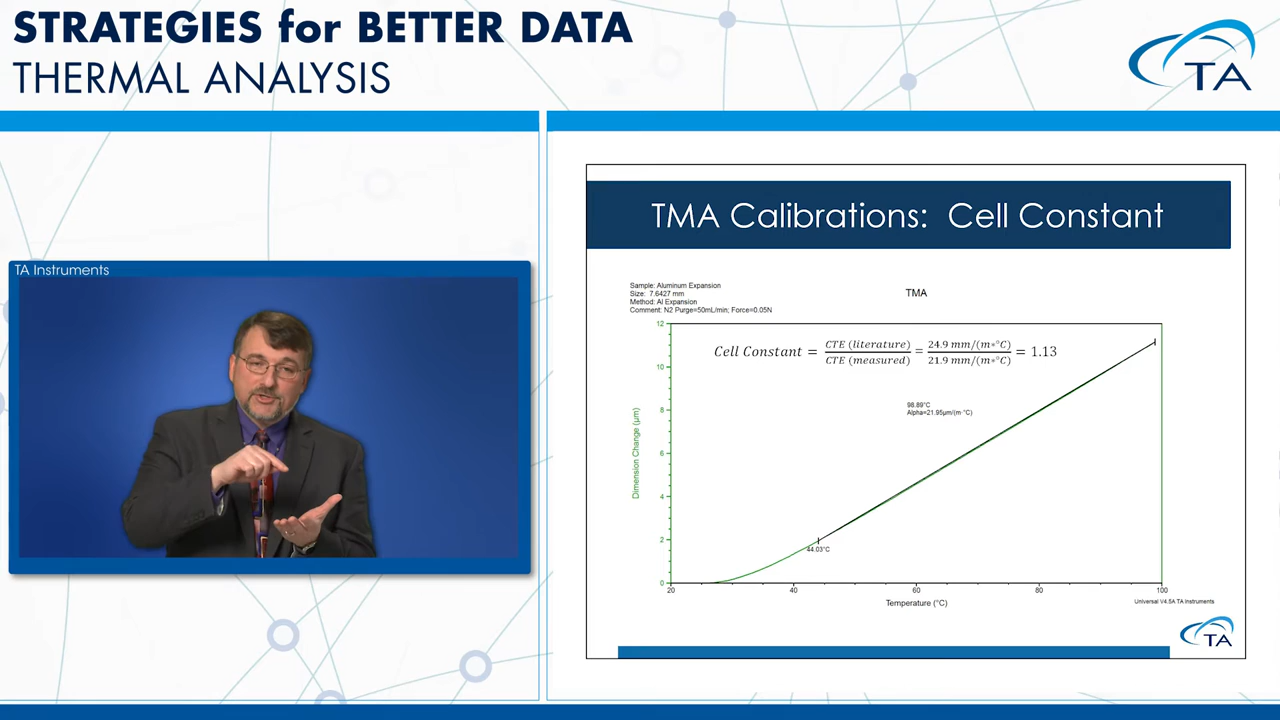 STRATEGIES for BETTER DATA
THERMAL ANALYSIS
TA
TA Instruments
TMA Calibrations: Cell Constant
Sample: Aluminum Expansion
Size: 7.6427 mm
Method: Al Expansion
Comment: N2 Purge=50mL/min; Force=0.05N
TMA
Cell Constant = CTE (literature) / CTE (measured) = 24.9 mm/(m∗°C) / 21.9 mm/(m∗°C) = 1.13
98.89°C
Alpha=21.95µm/(m·°C)
44.03°C
Dimension Change (µm)
12
10
8
6
4
2
0
20 40 60 80 100
Temperature (°C)
Universal V4.5A TA Instruments
TA